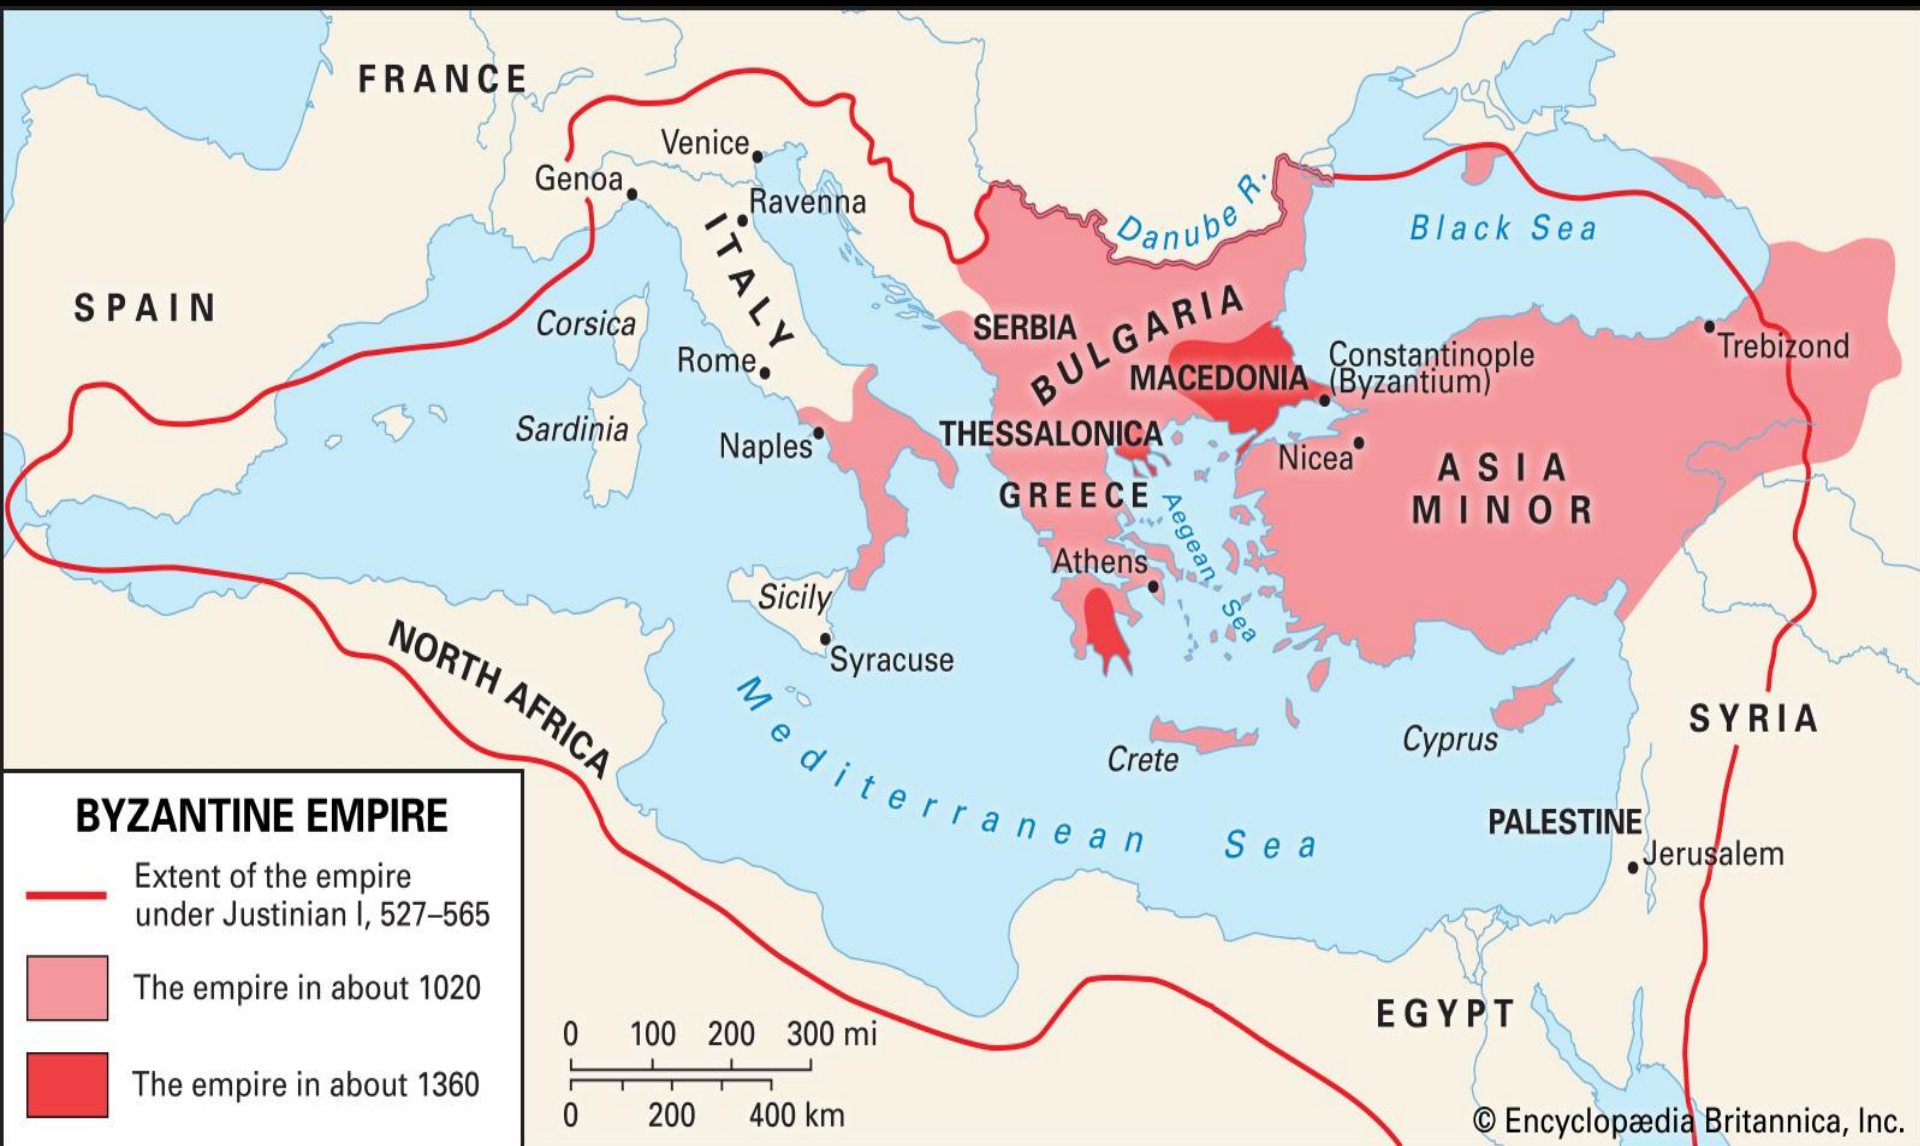 FRANCE
Venice
Genoa
Ravenna
Danube R.
Black Sea
ITALY
SPAIN
Corsica
SERBIA
BULGARIA
Rome
MACEDONIA
Constantinople
(Byzantium)
Trebizond
Sardinia
Naples
THESSALONICA
Nicea
ASIA
MINOR
GREECE
Aegean Sea
Athens
Sicily
Syracuse
NORTH AFRICA
Mediterranean Sea
Crete
Cyprus
SYRIA
PALESTINE
Jerusalem
EGYPT
BYZANTINE EMPIRE
Extent of the empire
under Justinian I, 527–565
The empire in about 1020
The empire in about 1360
0 100 200 300 mi
0 200 400 km
© Encyclopædia Britannica, Inc.